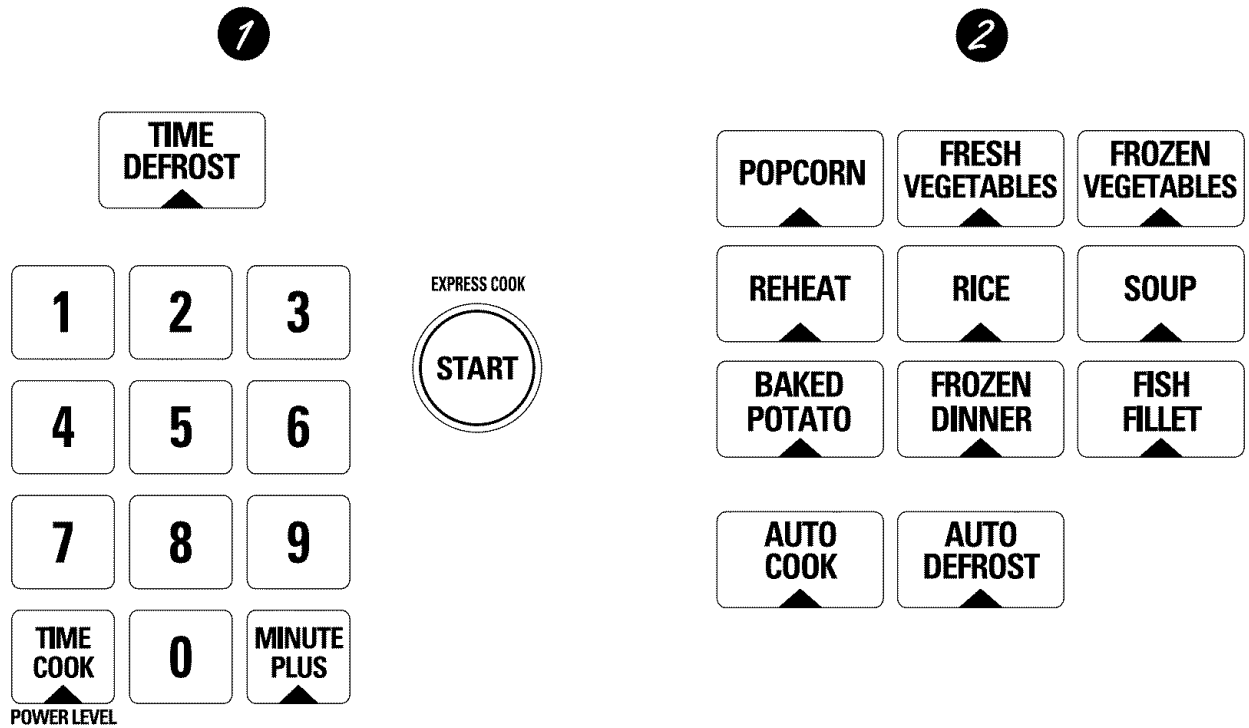 1
TIME
DEFROST
1
2
3
EXPRESS COOK
START
4
5
6
7
8
9
TIME
COOK
POWER LEVEL
0
MINUTE
PLUS
2
POPCORN
FRESH
VEGETABLES
FROZEN
VEGETABLES
REHEAT
RICE
SOUP
BAKED
POTATO
FROZEN
DINNER
FISH
FILLET
AUTO
COOK
AUTO
DEFROST